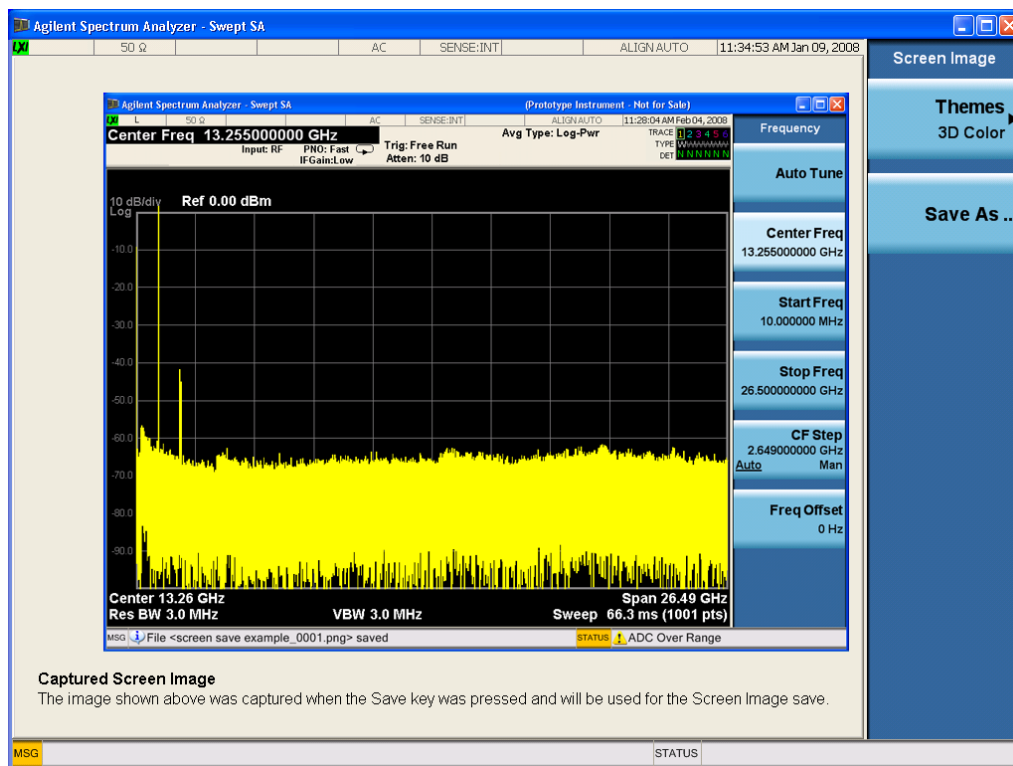 Agilent Spectrum Analyzer - Swept SA
LXI 50 Ω AC SENSE:INT ALIGN AUTO 11:34:53 AM Jan 09, 2008
Screen Image
Themes
3D Color
Save As ..
Agilent Spectrum Analyzer - Swept SA (Prototype Instrument - Not for Sale)
LXI L 50 Ω AC SENSE:INT ALIGN AUTO 11:28:04 AM Feb 04, 2008
Center Freq 13.255000000 GHz
Input: RF
PNO: Fast
IFGain:Low
Trig: Free Run
Atten: 10 dB
Avg Type: Log-Pwr
TRACE 1 2 3 4 5 6
TYPE
DET N N N N N N
10 dB/div Ref 0.00 dBm
Log
-10.0
-20.0
-30.0
-40.0
-50.0
-60.0
-70.0
-80.0
-90.0
Center 13.26 GHz Span 26.49 GHz
Res BW 3.0 MHz VBW 3.0 MHz Sweep 66.3 ms (1001 pts)
Frequency
Auto Tune
Center Freq
13.255000000 GHz
Start Freq
10.000000 MHz
Stop Freq
26.500000000 GHz
CF Step
2.649000000 GHz
Auto Man
Freq Offset
0 Hz
MSG File <screen save example_0001.png> saved STATUS ADC Over Range
Captured Screen Image
The image shown above was captured when the Save key was pressed and will be used for the Screen Image save.
MSG STATUS